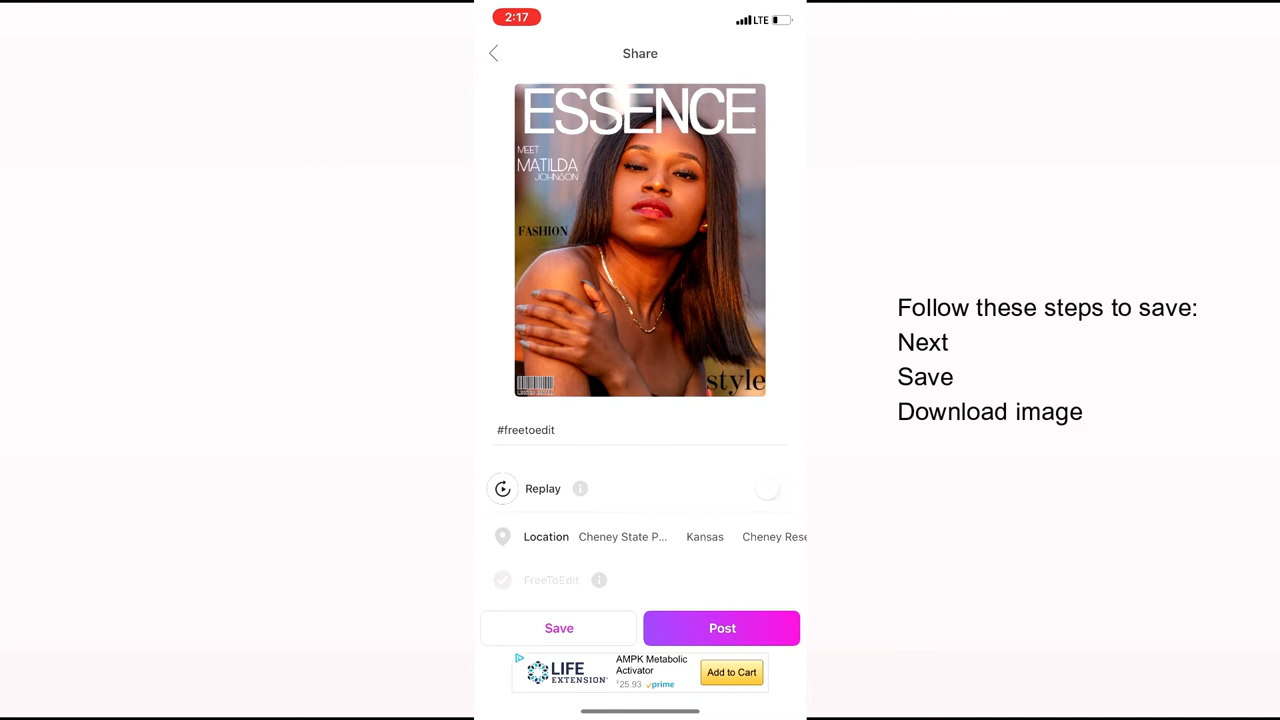 2:17
LTE
Share
ESSENCE
MEET
MATILDA
JOHNSON
FASHION
style
#freetoedit
Replay
Location Cheney State P... Kansas Cheney Rese
FreeToEdit
Save Post
LIFE
EXTENSION
AMPK Metabolic
Activator
$25.93 prime
Add to Cart
Follow these steps to save:
Next
Save
Download image